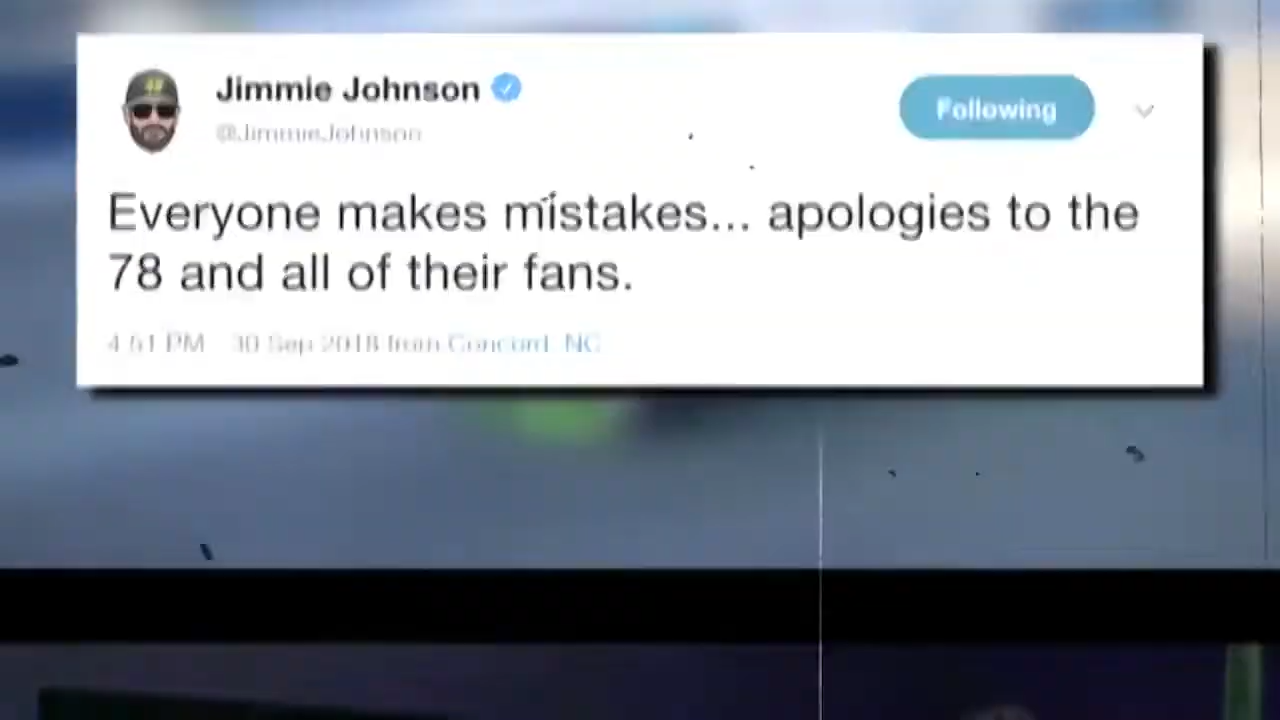 Jimmie Johnson
@JimmieJohnson
Following
Everyone makes mistakes... apologies to the
78 and all of their fans.
4:51 PM 30 Sep 2018 from Concord, NC